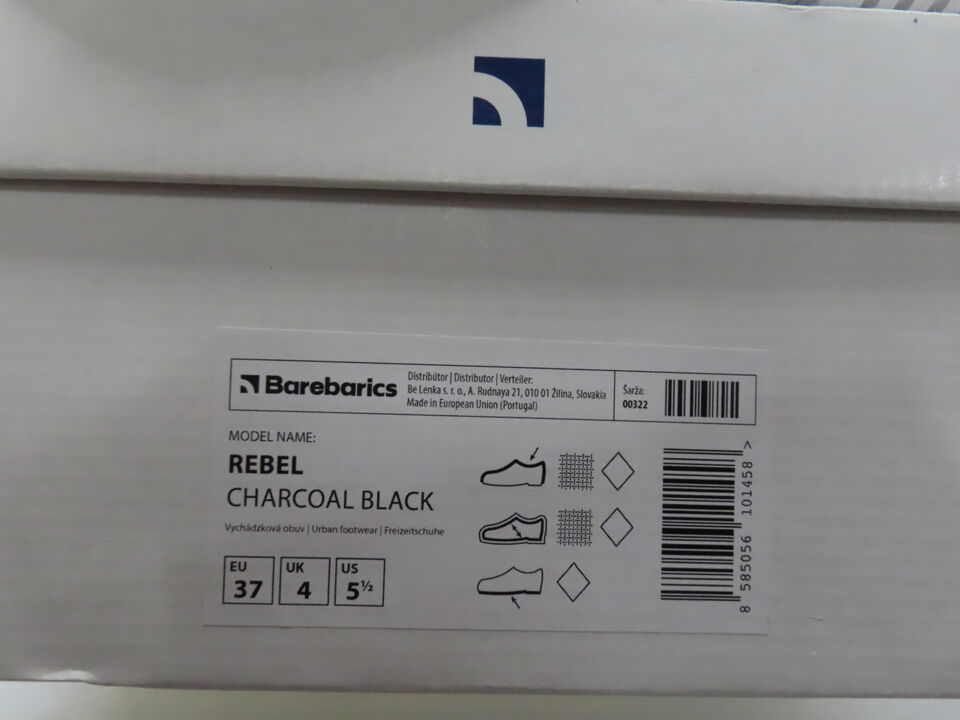 Barebarics
Distribútor | Distributor | Verteiler:
Be Lenka s. r. o., A. Rudnaya 21, 010 01 Žilina, Slovakia
Made in European Union (Portugal)
Šarža:
00322
MODEL NAME:
REBEL
CHARCOAL BLACK
Vychádzková obuv | Urban footwear | Freizeitschuhe
EU
37
UK
4
US
5½
8 585056 101458 >